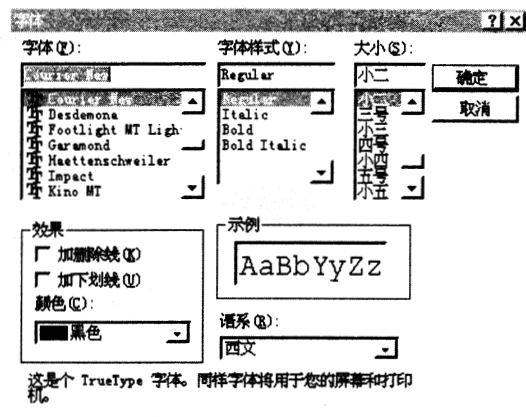 字体
字体(F):
字体样式(Y):
大小(S):
Courier New
Regular
小二
确定
取消
Courier New
Desdemona
Footlight MT Ligh
Garamond
Haettenschweiler
Impact
Kino MT
Regular
Italic
Bold
Bold Italic
小二
三号
小三
四号
小四
五号
小五
效果
加删除线(K)
加下划线(U)
颜色(C):
黑色
示例
AaBbYyZz
语系(R):
西文
这是个 TrueType 字体。同样字体将用于您的屏幕和打印
机。